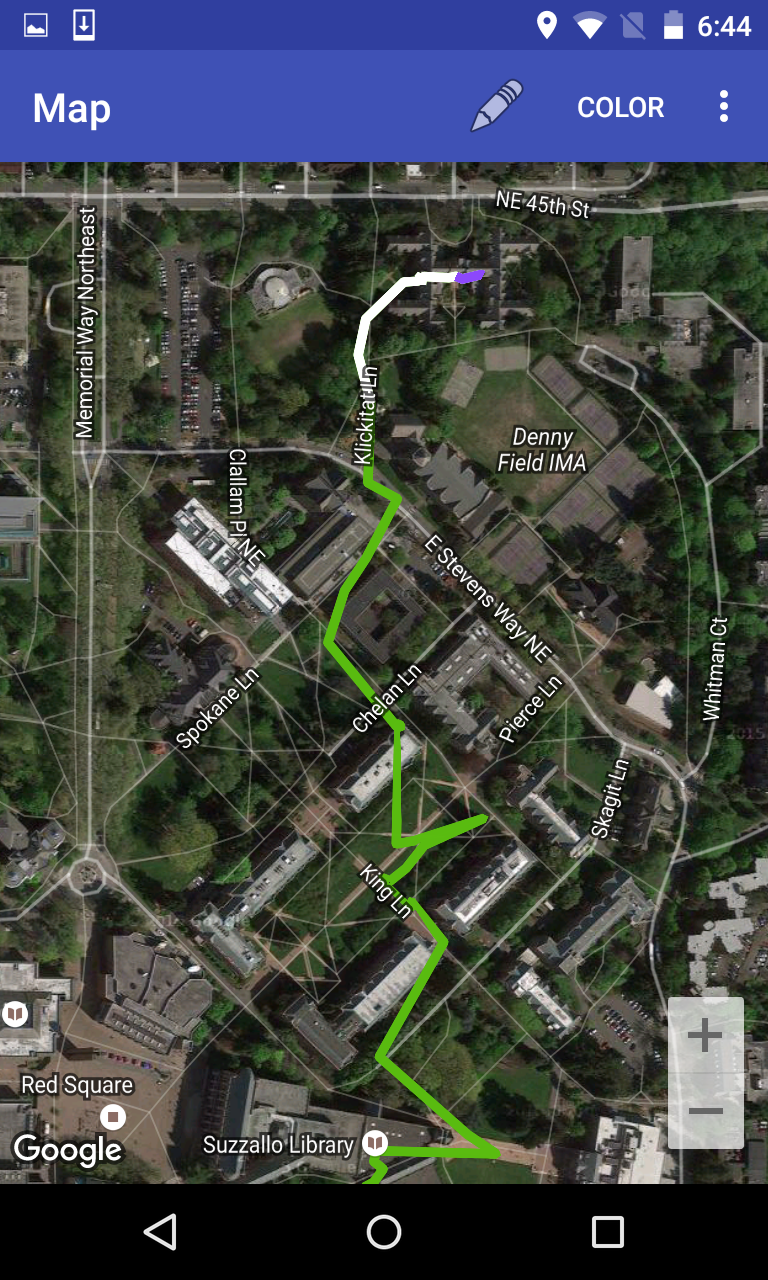 6:44
Map
COLOR
NE 45th St
Memorial Way Northeast
Klickitat Ln
Denny
Field IMA
Clallam Pl NE
E Stevens Way NE
Whitman Ct
Spokane Ln
Chelan Ln
Pierce Ln
Skagit Ln
King Ln
Red Square
Google
Suzzallo Library
+
−